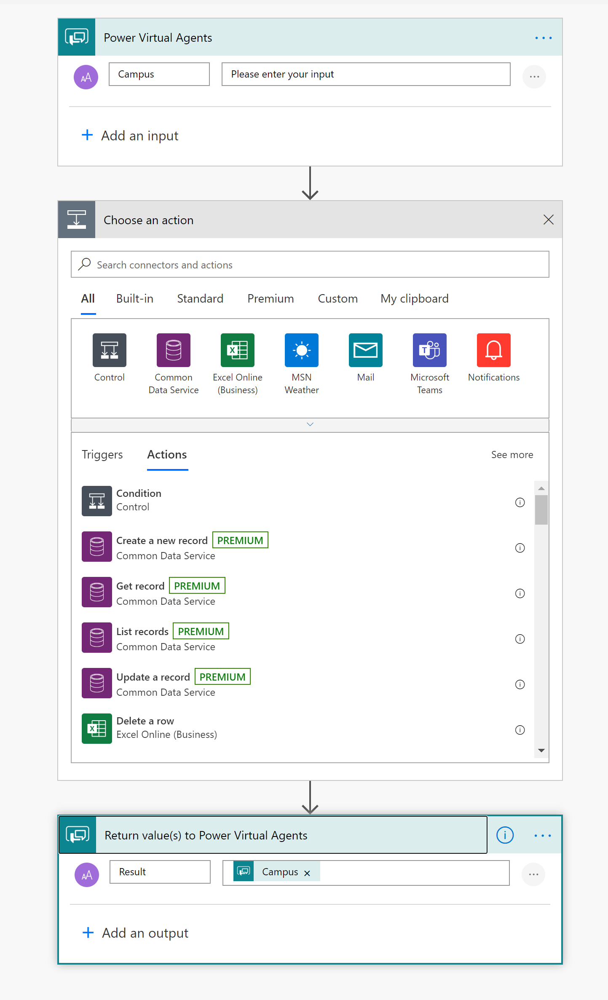 Power Virtual Agents
Campus
Please enter your input
Add an input
Choose an action
Search connectors and actions
All Built-in Standard Premium Custom My clipboard
Control
Common
Data Service
Excel Online
(Business)
MSN
Weather
Mail
Microsoft
Teams
Notifications
Triggers Actions See more
Condition
Control
Create a new record PREMIUM
Common Data Service
Get record PREMIUM
Common Data Service
List records PREMIUM
Common Data Service
Update a record PREMIUM
Common Data Service
Delete a row
Excel Online (Business)
Return value(s) to Power Virtual Agents
Result
Campus
Add an output